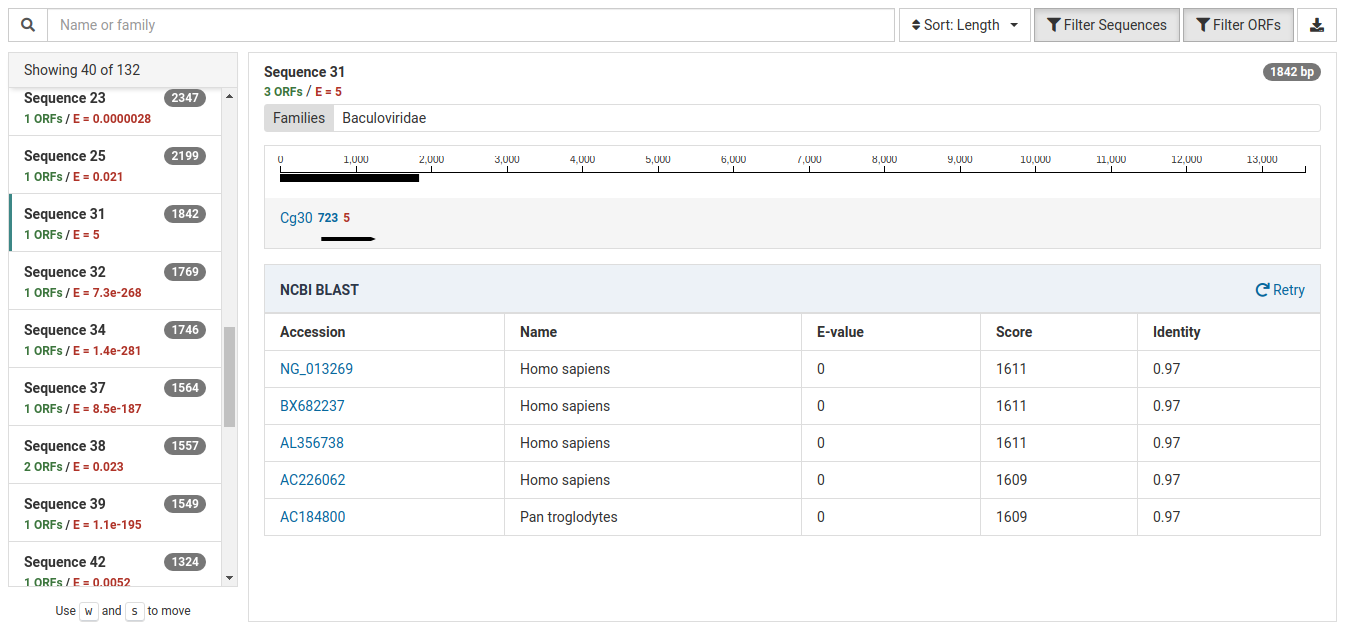 Name or family
Sort: Length
Filter Sequences
Filter ORFs
Showing 40 of 132
Sequence 23 2347
1 ORFs / E = 0.0000028
Sequence 25 2199
1 ORFs / E = 0.021
Sequence 31 1842
1 ORFs / E = 5
Sequence 32 1769
1 ORFs / E = 7.3e-268
Sequence 34 1746
1 ORFs / E = 1.4e-281
Sequence 37 1564
1 ORFs / E = 8.5e-187
Sequence 38 1557
2 ORFs / E = 0.023
Sequence 39 1549
1 ORFs / E = 1.1e-195
Sequence 42 1324
1 ORFs / E = 0.0052
Use w and s to move
Sequence 31 1842 bp
3 ORFs / E = 5
Families Baculoviridae
0 1,000 2,000 3,000 4,000 5,000 6,000 7,000 8,000 9,000 10,000 11,000 12,000 13,000
Cg30 723 5
NCBI BLAST Retry
Accession Name E-value Score Identity
NG_013269 Homo sapiens 0 1611 0.97
BX682237 Homo sapiens 0 1611 0.97
AL356738 Homo sapiens 0 1611 0.97
AC226062 Homo sapiens 0 1609 0.97
AC184800 Pan troglodytes 0 1609 0.97